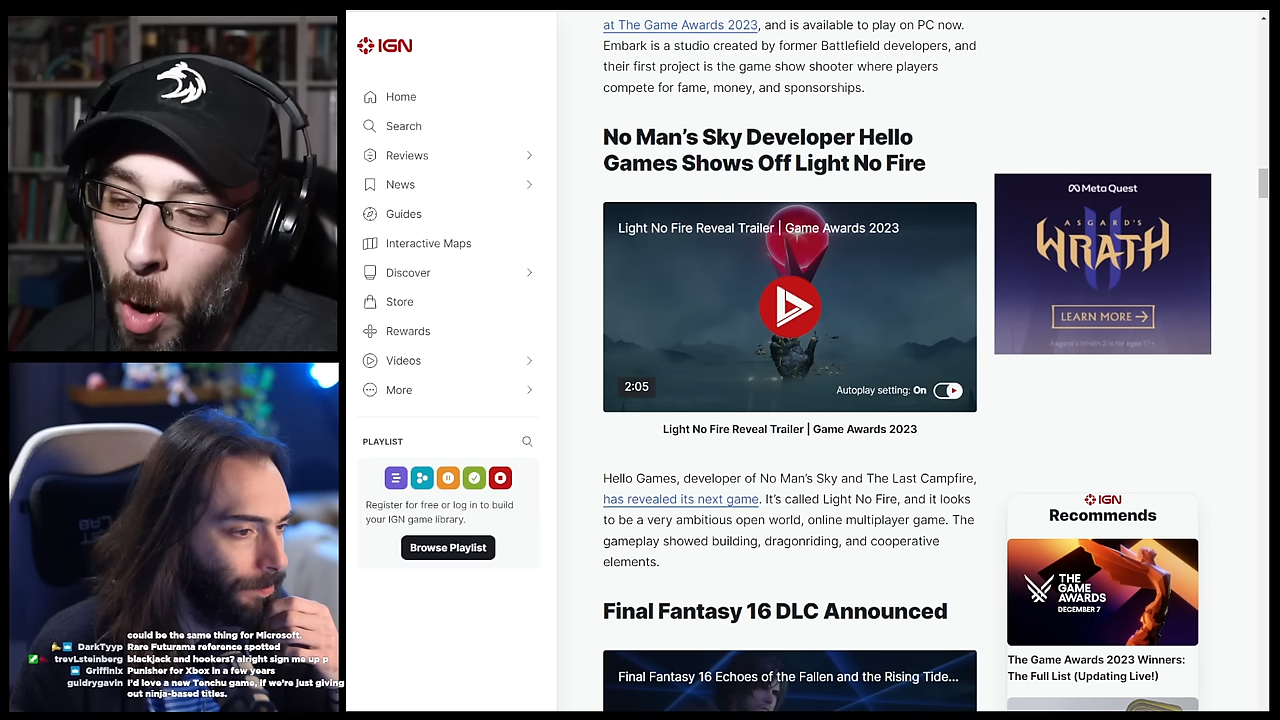 IGN
Home
Search
Reviews
News
Guides
Interactive Maps
Discover
Store
Rewards
Videos
More
PLAYLIST
Register for free or log in to build
your IGN game library.
Browse Playlist
at The Game Awards 2023, and is available to play on PC now.
Embark is a studio created by former Battlefield developers, and
their first project is the game show shooter where players
compete for fame, money, and sponsorships.
No Man's Sky Developer Hello
Games Shows Off Light No Fire
Light No Fire Reveal Trailer | Game Awards 2023
2:05
Autoplay setting: On
Light No Fire Reveal Trailer | Game Awards 2023
Hello Games, developer of No Man's Sky and The Last Campfire,
has revealed its next game. It's called Light No Fire, and it looks
to be a very ambitious open world, online multiplayer game. The
gameplay showed building, dragonriding, and cooperative
elements.
Final Fantasy 16 DLC Announced
Final Fantasy 16 Echoes of the Fallen and the Rising Tide...
Meta Quest
ASGARD'S
WRATH
LEARN MORE
Asgard's Wrath 2 is for ages 17+
IGN
Recommends
THE
GAME
AWARDS
DECEMBER 7
The Game Awards 2023 Winners:
The Full List (Updating Live!)
could be the same thing for Microsoft.
DarkTyyp Rare Futurama reference spotted
trevLsteinberg blackjack and hookers? alright sign me up p
Griffinix Punisher for Xbox in a few years
guldrygavin I'd love a new Tenchu game, if we're just giving
out ninja-based titles.